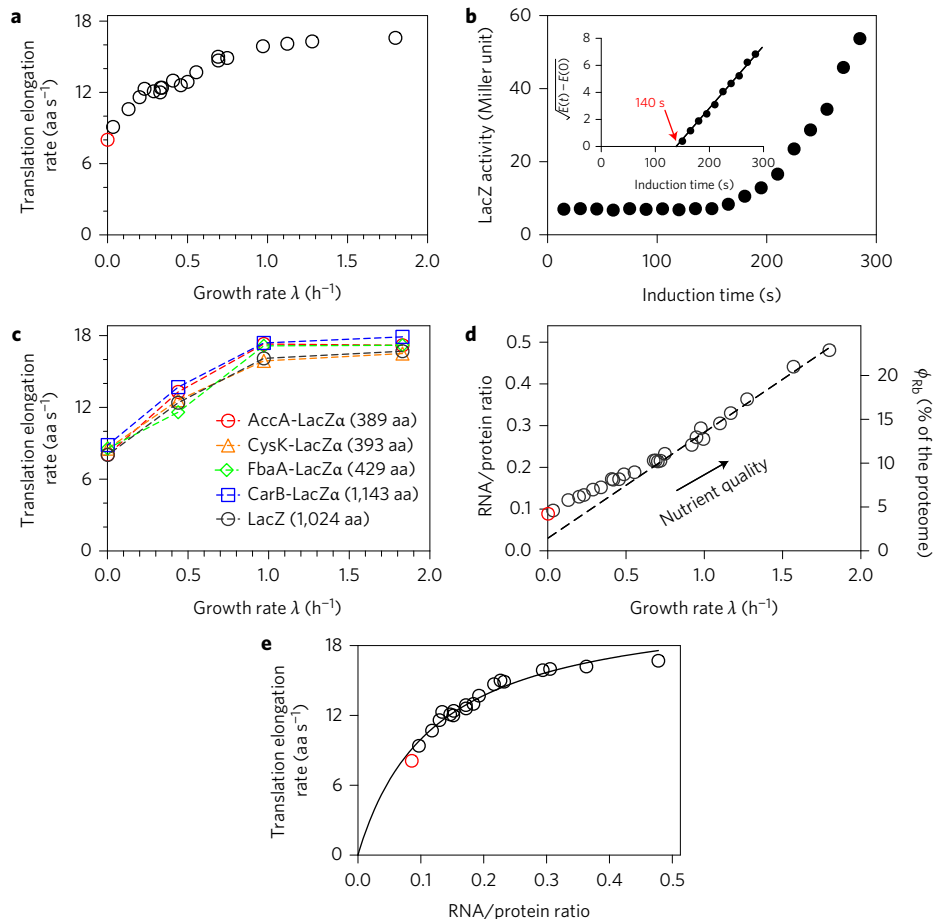 a
Translation elongation
rate (aa s⁻¹)
18
12
6
0
0.0
0.5
1.0
1.5
2.0
Growth rate λ (h⁻¹)
b
LacZ activity (Miller unit)
60
40
20
0
0
100
200
300
Induction time (s)
√E(t) – E(0)
8
6
4
2
0
140 s
0
100
200
300
Induction time (s)
c
Translation elongation
rate (aa s⁻¹)
18
12
6
0
AccA-LacZα (389 aa)
CysK-LacZα (393 aa)
FbaA-LacZα (429 aa)
CarB-LacZα (1,143 aa)
LacZ (1,024 aa)
0.0
0.5
1.0
1.5
2.0
Growth rate λ (h⁻¹)
d
RNA/protein ratio
0.5
0.4
0.3
0.2
0.1
0.0
Nutrient quality
20
15
10
5
0
ϕRb (% of the proteome)
0.0
0.5
1.0
1.5
2.0
Growth rate λ (h⁻¹)
e
Translation elongation
rate (aa s⁻¹)
18
12
6
0
0.0
0.1
0.2
0.3
0.4
0.5
RNA/protein ratio